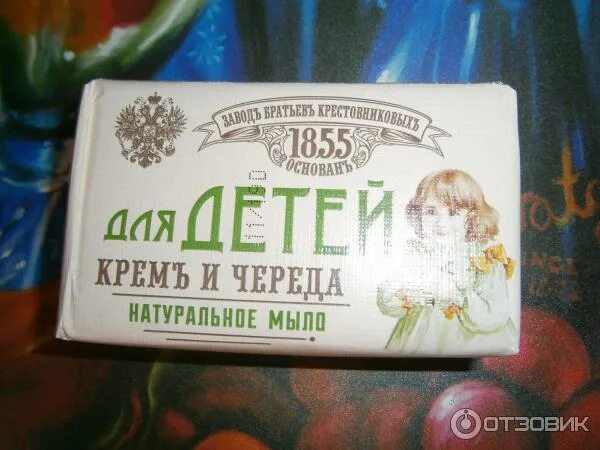 ЗАВОДЪ БРАТЬЕВЪ КРЕСТОВНИКОВЫХЪ
1855
ОСНОВАНЪ
ДЛЯ ДЕТЕЙ
КРЕМЪ И ЧЕРЕДА
НАТУРАЛЬНОЕ МЫЛО
ОТЗОВИК